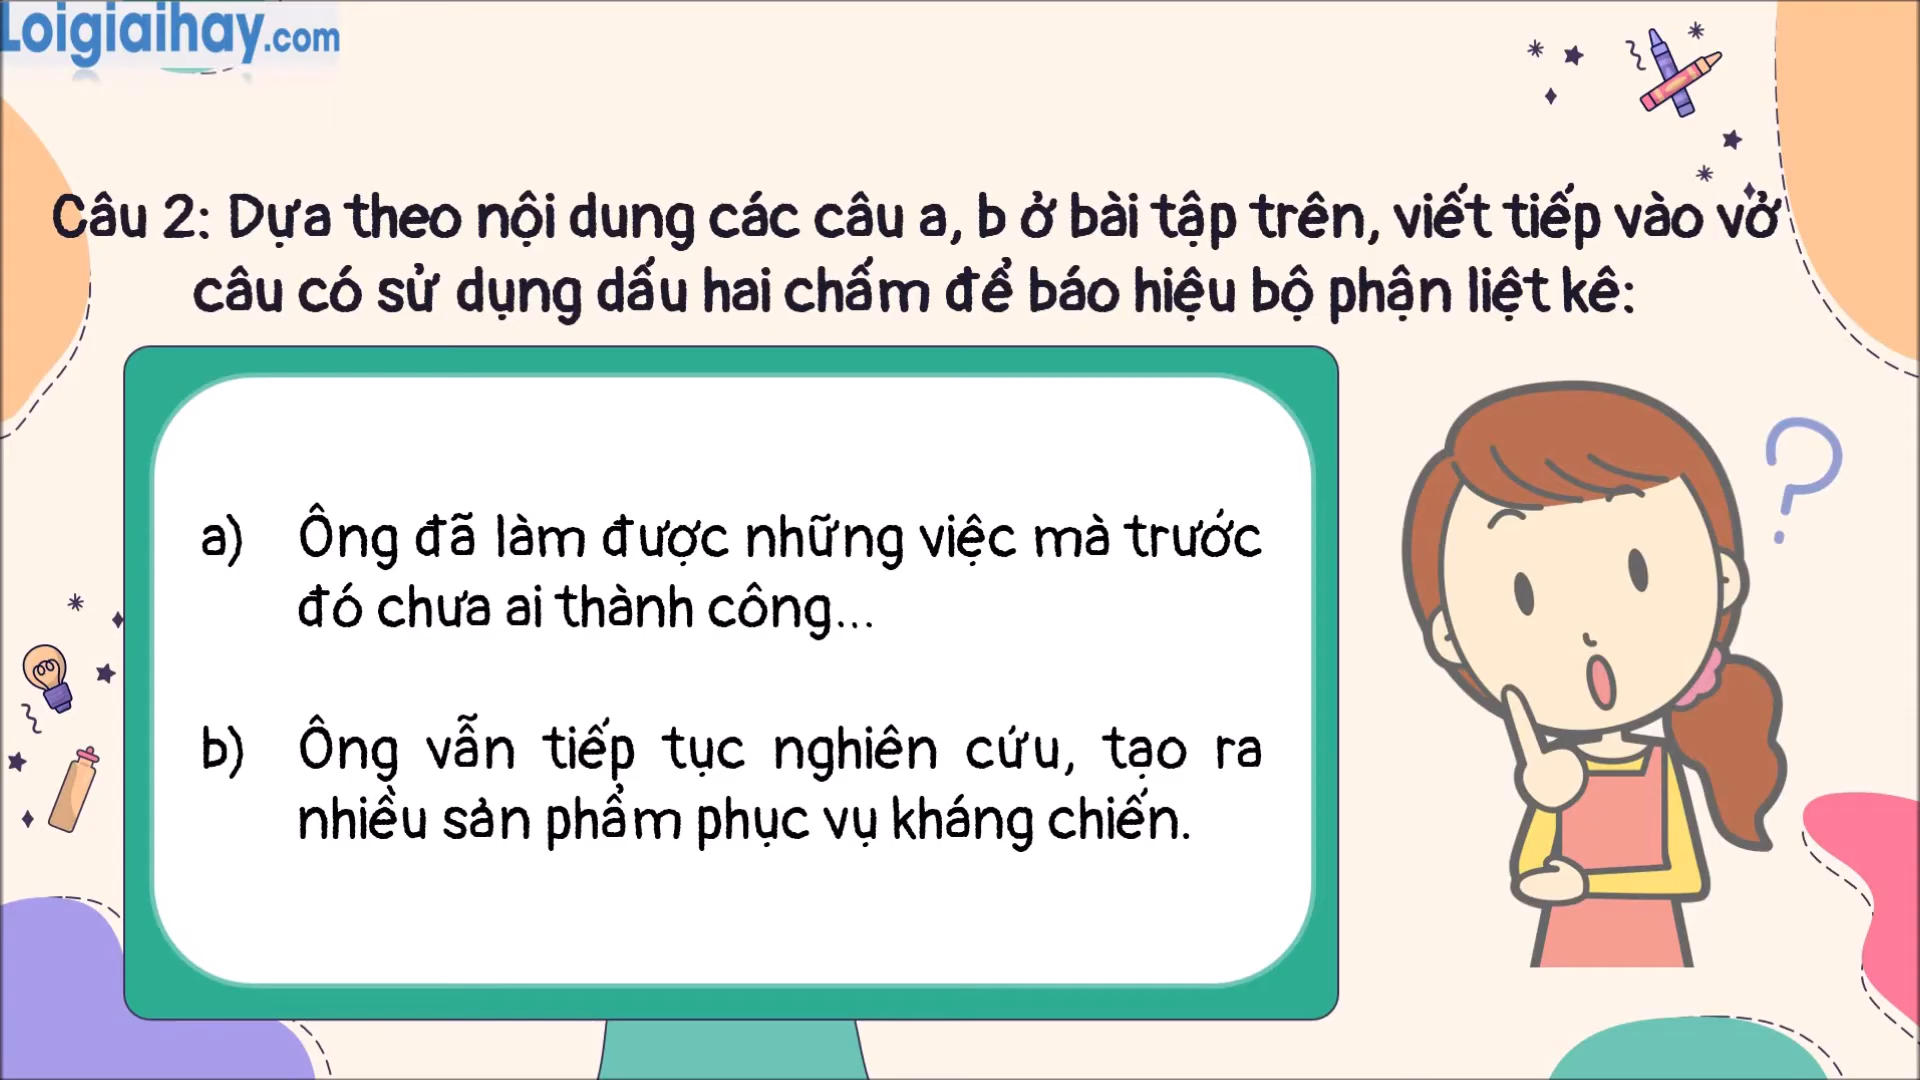 Loigiaihay.com
Câu 2: Dựa theo nội dung các câu a, b ở bài tập trên, viết tiếp vào vở
câu có sử dụng dấu hai chấm để báo hiệu bộ phận liệt kê:
a) Ông đã làm được những việc mà trước
đó chưa ai thành công...
b) Ông vẫn tiếp tục nghiên cứu, tạo ra
nhiều sản phẩm phục vụ kháng chiến.